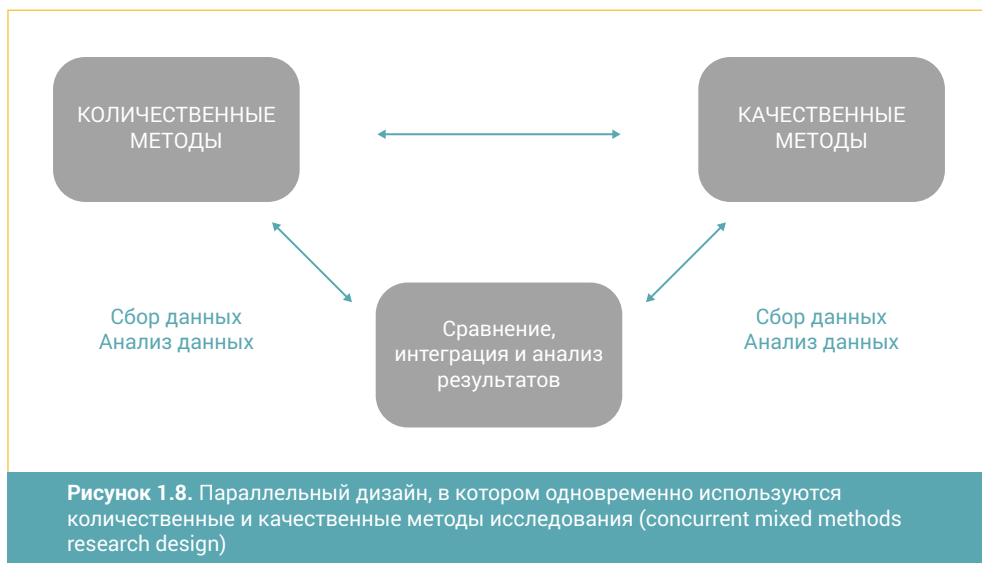 КОЛИЧЕСТВЕННЫЕ
МЕТОДЫ
КАЧЕСТВЕННЫЕ
МЕТОДЫ
Сбор данных
Анализ данных
Сравнение,
интеграция и анализ
результатов
Сбор данных
Анализ данных
Рисунок 1.8. Параллельный дизайн, в котором одновременно используются
количественные и качественные методы исследования (concurrent mixed methods
research design)